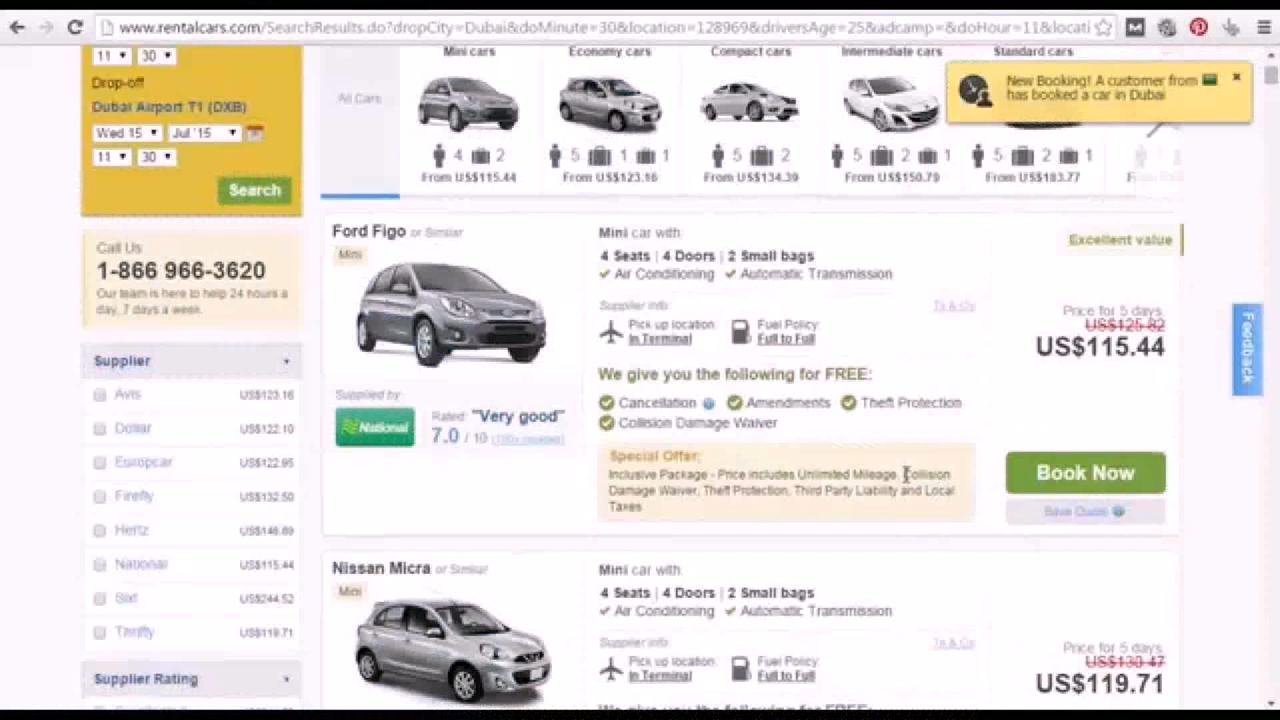 www.rentalcars.com/SearchResults.do?dropCity=Dubai&doMinute=30&location=128969&driversAge=25&adcamp=&doHour=11&locati
11 30
Drop-off
Dubai Airport T1 (DXB)
Wed 15 Jul '15
11 30
Search
Call Us
1-866 966-3620
Our team is here to help 24 hours a
day, 7 days a week.
Supplier
Avis US$123.16
Dollar US$122.10
Europcar US$122.95
Firefly US$132.50
Hertz US$146.89
National US$115.44
Sixt US$244.52
Thrifty US$119.71
Supplier Rating
All Cars
Mini cars
4 2
From US$115.44
Economy cars
5 1 1
From US$123.16
Compact cars
5 2
From US$134.39
Intermediate cars
5 2 1
From US$150.79
Standard cars
5 2 1
From US$183.77
New Booking! A customer from
has booked a car in Dubai
Ford Figo or Similar
Mini
Supplied by:
National
Rated: "Very good"
7.0 / 10
Mini car with:
4 Seats | 4 Doors | 2 Small bags
Air Conditioning Automatic Transmission
Supplier info Ts & Cs
Pick up location: Fuel Policy:
In Terminal Full to Full
We give you the following for FREE:
Cancellation Amendments Theft Protection
Collision Damage Waiver
Special Offer:
Inclusive Package - Price includes Unlimited Mileage, Collision
Damage Waiver, Theft Protection, Third Party Liability and Local
Taxes
Excellent value
Price for 5 days:
US$125.82
US$115.44
Book Now
Save Quote
Feedback
Nissan Micra or Similar
Mini
Mini car with:
4 Seats | 4 Doors | 2 Small bags
Air Conditioning Automatic Transmission
Supplier info Ts & Cs
Pick up location: Fuel Policy:
In Terminal Full to Full
We give you the following for FREE:
Price for 5 days:
US$130.47
US$119.71